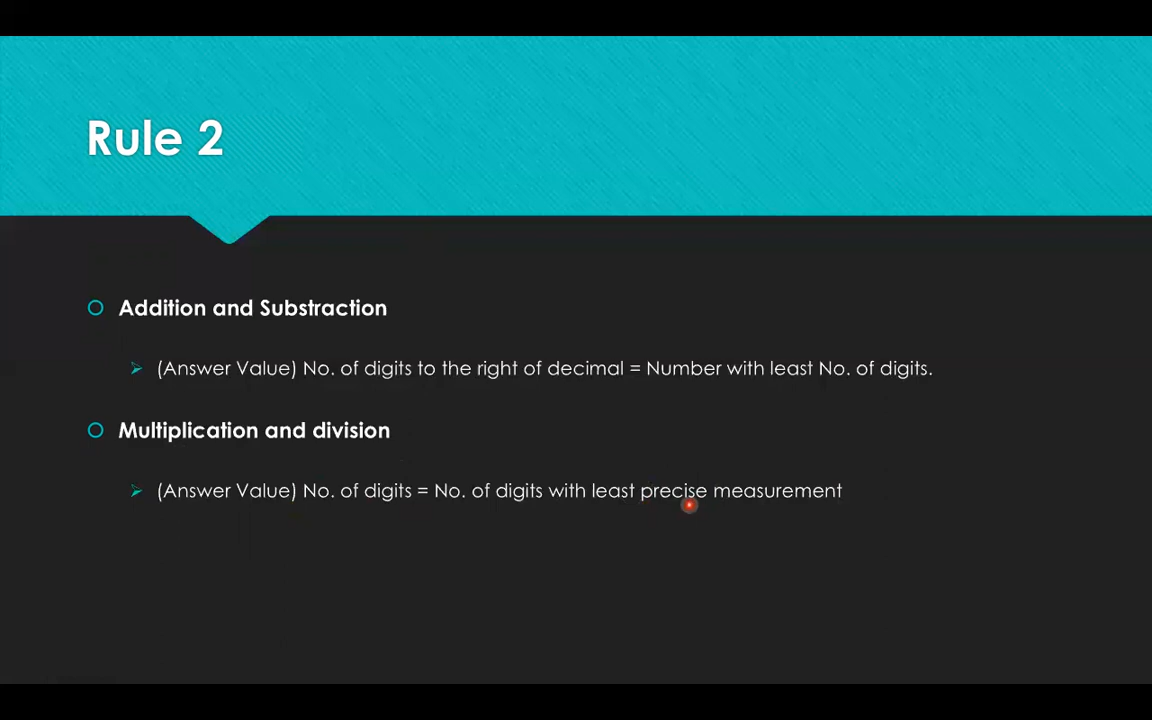 Rule 2
Addition and Substraction
(Answer Value) No. of digits to the right of decimal = Number with least No. of digits.
Multiplication and division
(Answer Value) No. of digits = No. of digits with least precise measurement